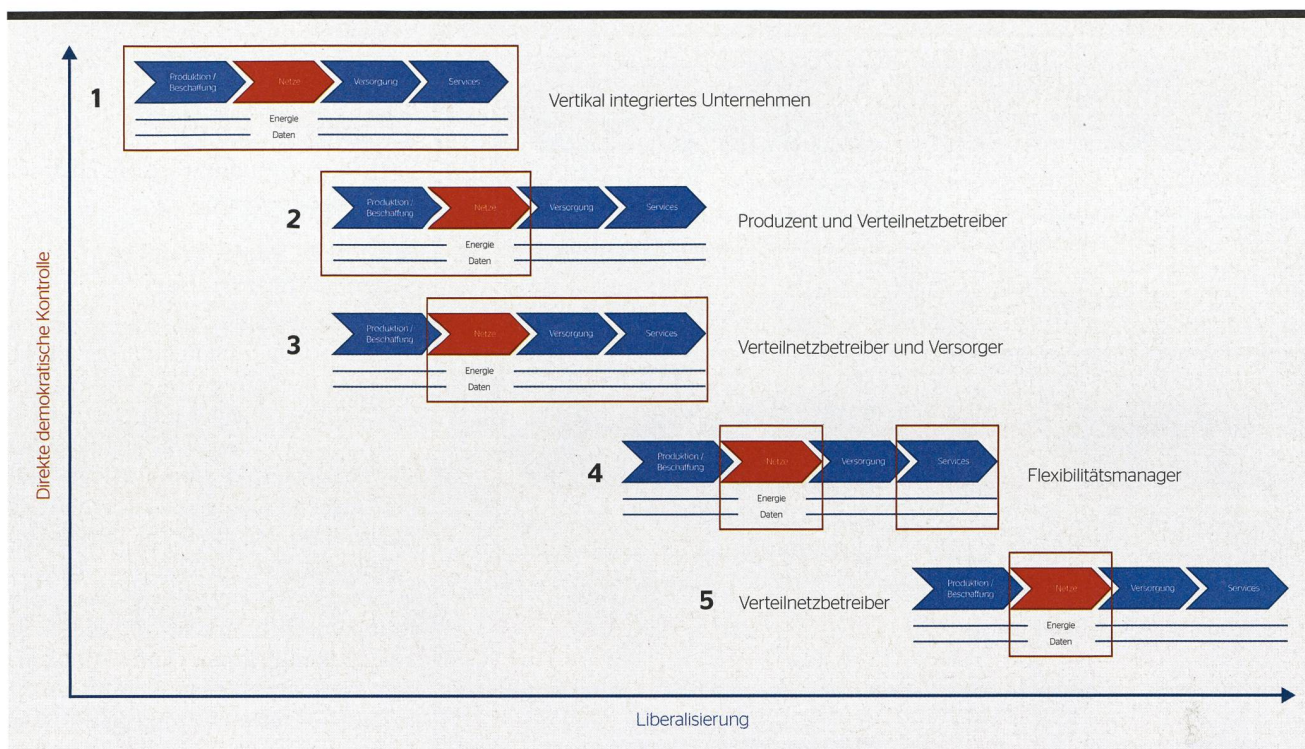 Direkte demokratische Kontrolle
1
Produktion /
Beschaffung
Netze
Versorgung
Services
Energie
Daten
Vertikal integriertes Unternehmen
2
Produktion /
Beschaffung
Netze
Versorgung
Services
Energie
Daten
Produzent und Verteilnetzbetreiber
3
Produktion /
Beschaffung
Netze
Versorgung
Services
Energie
Daten
Verteilnetzbetreiber und Versorger
4
Produktion /
Beschaffung
Netze
Versorgung
Services
Energie
Daten
Flexibilitätsmanager
5
Verteilnetzbetreiber
Produktion /
Beschaffung
Netze
Versorgung
Services
Energie
Daten
Liberalisierung